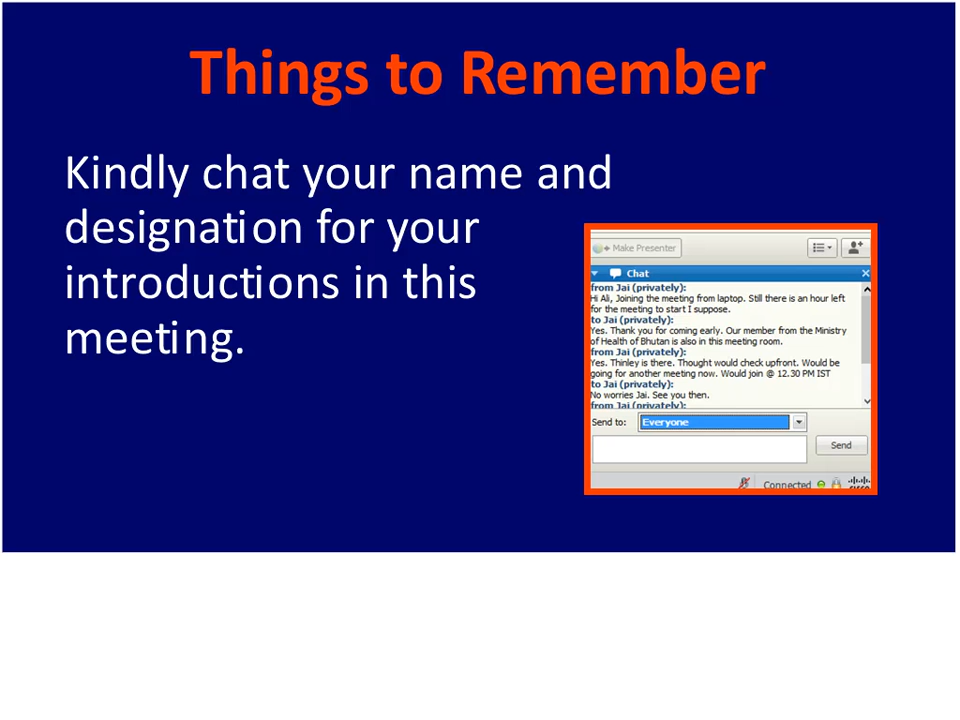 Things to Remember
Kindly chat your name and
designation for your
introductions in this
meeting.
Make Presenter
Chat
from Jai (privately):
Hi Ali, Joining the meeting from laptop. Still there is an hour left
for the meeting to start I suppose.
to Jai (privately):
Yes. Thank you for coming early. Our member from the Ministry
of Health of Bhutan is also in this meeting room.
from Jai (privately):
Yes. Thinley is there. Thought would check upfront. Would be
going for another meeting now. Would join @ 12.30 PM IST
to Jai (privately):
No worries Jai. See you then.
from Jai (privately):
Send to: Everyone
Send
Connected